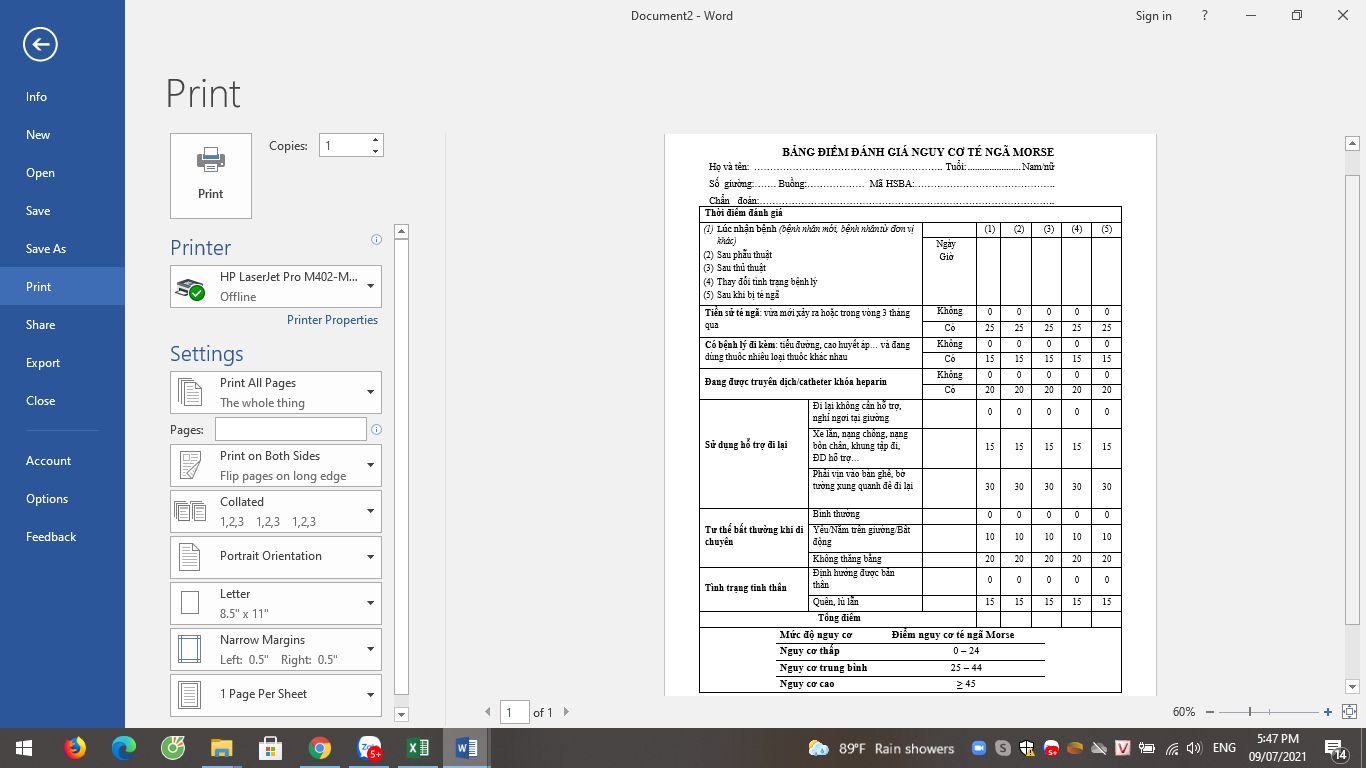 Document2 - Word
Sign in ?
Info
New
Open
Save
Save As
Print
Share
Export
Close
Account
Options
Feedback
Print
Print
Copies: 1
Printer
HP LaserJet Pro M402-M...
Offline
Printer Properties
Settings
Print All Pages
The whole thing
Pages:
Print on Both Sides
Flip pages on long edge
Collated
1,2,3 1,2,3 1,2,3
Portrait Orientation
Letter
8.5" x 11"
Narrow Margins
Left: 0.5" Right: 0.5"
1 Page Per Sheet
BẢNG ĐIỂM ĐÁNH GIÁ NGUY CƠ TÉ NGÃ MORSE
Họ và tên: ........................................................ Tuổi: ...................... Nam/nữ
Số giường:....... Buồng:.................. Mã HSBA:...........................................
Chẩn đoán:...........................................................................................
Thời điểm đánh giá
(1) Lúc nhận bệnh (bệnh nhân mới, bệnh nhân từ đơn vị khác)
(2) Sau phẫu thuật
(3) Sau thủ thuật
(4) Thay đổi tình trạng bệnh lý
(5) Sau khi bị té ngã
(1) (2) (3) (4) (5)
Ngày
Giờ
Tiền sử té ngã: vừa mới xảy ra hoặc trong vòng 3 tháng qua
Không 0 0 0 0 0
Có 25 25 25 25 25
Có bệnh lý đi kèm: tiểu đường, cao huyết áp... và đang dùng thuốc nhiều loại thuốc khác nhau
Không 0 0 0 0 0
Có 15 15 15 15 15
Đang được truyền dịch/catheter khóa heparin
Không 0 0 0 0 0
Có 20 20 20 20 20
Sử dụng hỗ trợ đi lại
Đi lại không cần hỗ trợ, nghỉ ngơi tại giường 0 0 0 0 0
Xe lăn, nạng chống, nạng bốn chân, khung tập đi, ĐD hỗ trợ... 15 15 15 15 15
Phải vịn vào bàn ghế, bờ tường xung quanh để đi lại 30 30 30 30 30
Tư thế bất thường khi di chuyển
Bình thường 0 0 0 0 0
Yếu/Nằm trên giường/Bất động 10 10 10 10 10
Không thăng bằng 20 20 20 20 20
Tình trạng tinh thần
Định hướng được bản thân 0 0 0 0 0
Quên, lú lẫn 15 15 15 15 15
Tổng điểm
Mức độ nguy cơ Điểm nguy cơ té ngã Morse
Nguy cơ thấp 0 – 24
Nguy cơ trung bình 25 – 44
Nguy cơ cao ≥ 45
1 of 1
60%
89°F Rain showers
ENG
5:47 PM
09/07/2021
14